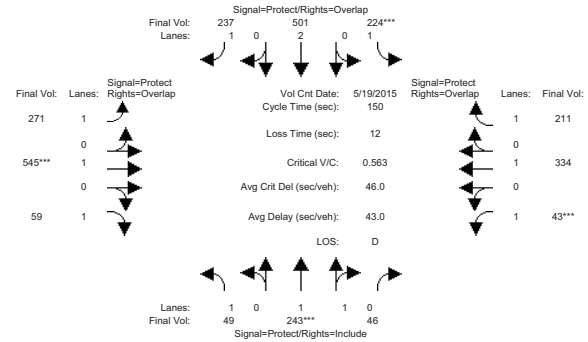 Signal=Protect/Rights=Overlap
Final Vol: 237 501 224***
Lanes: 1 0 2 0 1
Signal=Protect
Final Vol: Lanes: Rights=Overlap
Vol Cnt Date: 5/19/2015
Signal=Protect
Rights=Overlap Lanes: Final Vol:
Cycle Time (sec): 150
271 1
1 211
Loss Time (sec): 12
0
0
545*** 1
Critical V/C: 0.563
1 334
0
Avg Crit Del (sec/veh): 46.0
0
59 1
Avg Delay (sec/veh): 43.0
1 43***
LOS: D
Lanes: 1 0 1 1 0
Final Vol: 49 243*** 46
Signal=Protect/Rights=Include